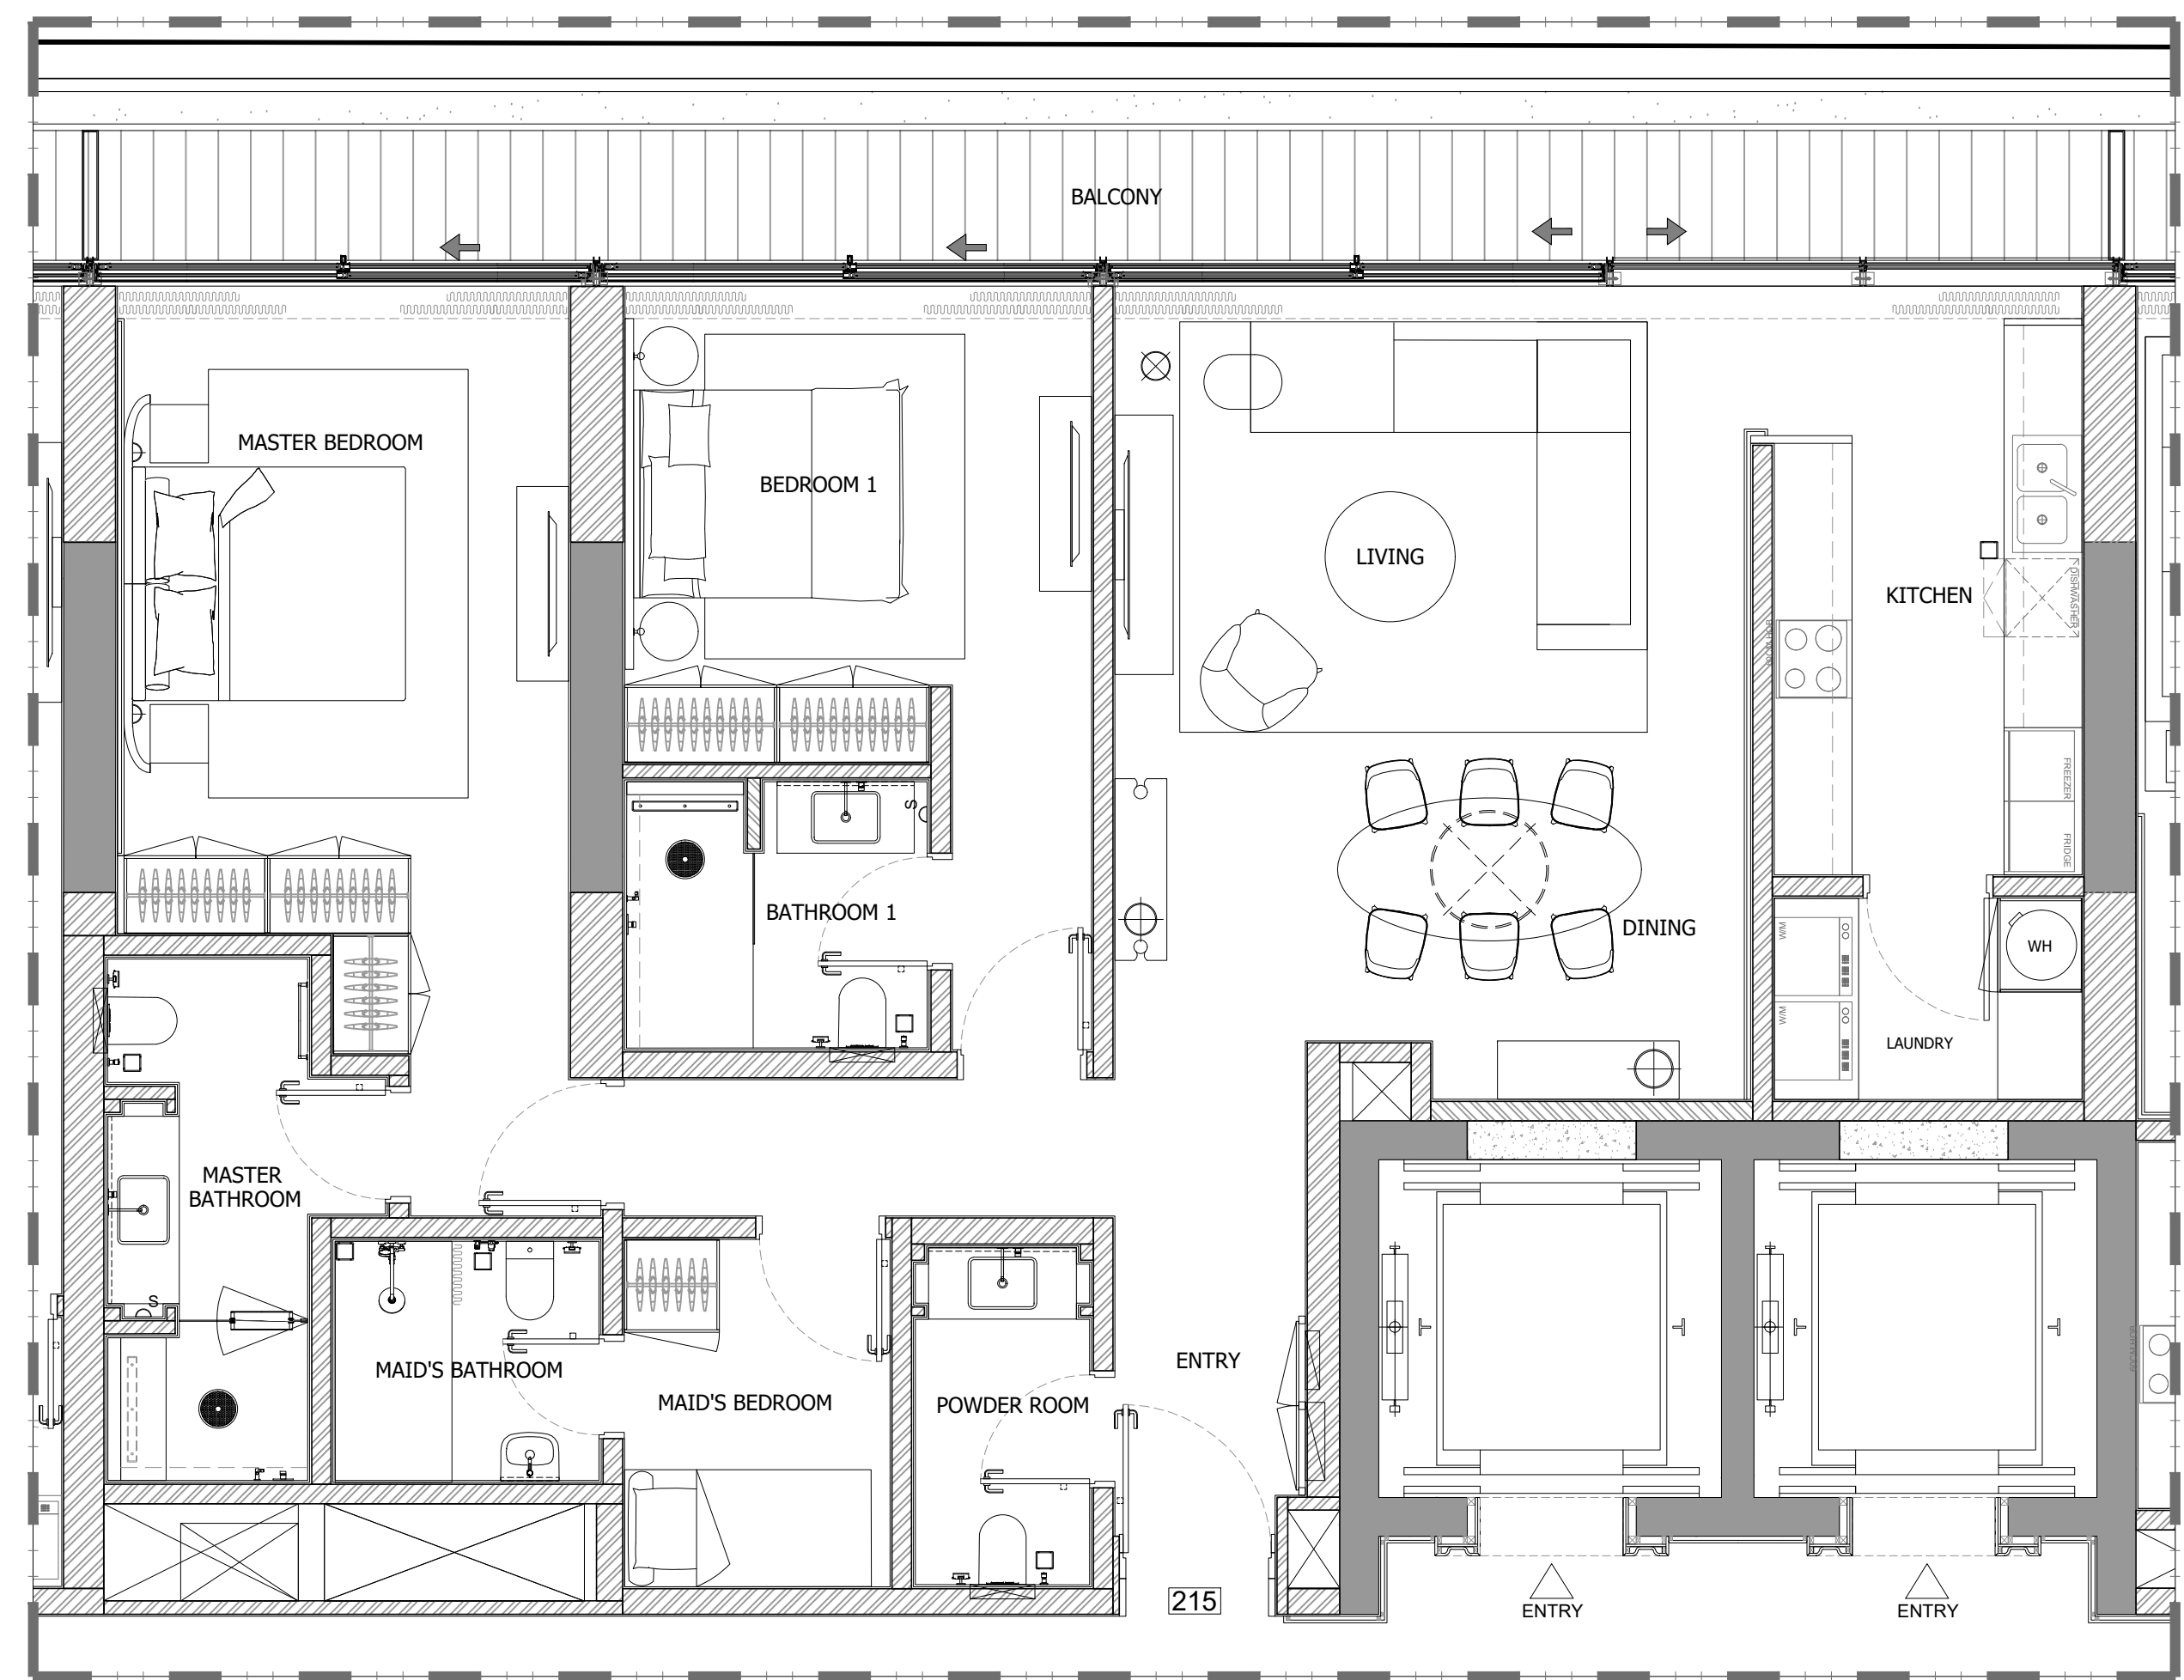 BALCONY
MASTER BEDROOM
BEDROOM 1
LIVING
KITCHEN
DISHWASHER
FREEZER
FRIDGE
BATHROOM 1
S
DINING
WH
W/M
W/M
LAUNDRY
MASTER
BATHROOM
S
MAID'S BATHROOM
MAID'S BEDROOM
POWDER ROOM
ENTRY
215
ENTRY
ENTRY